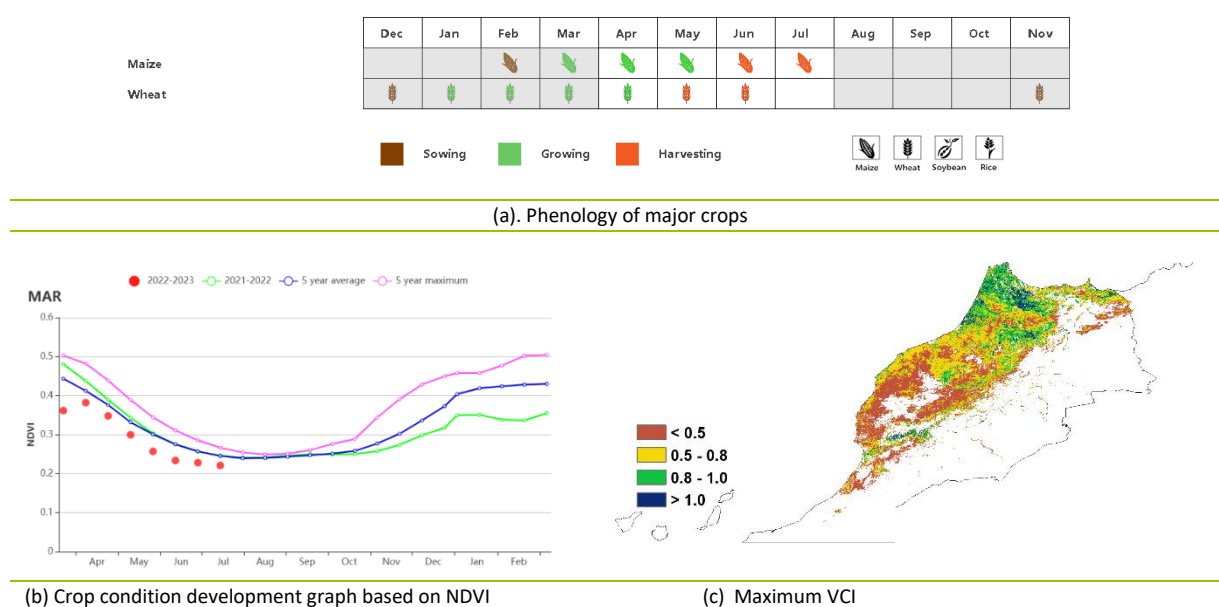 Dec Jan Feb Mar Apr May Jun Jul Aug Sep Oct Nov
Maize
Wheat
Sowing Growing Harvesting
Maize Wheat Soybean Rice
(a). Phenology of major crops
2022-2023 2021-2022 5 year average 5 year maximum
MAR
0.6
0.5
0.4
0.3
0.2
0.1
0
NDVI
Apr May Jun Jul Aug Sep Oct Nov Dec Jan Feb
< 0.5
0.5 - 0.8
0.8 - 1.0
> 1.0
(b) Crop condition development graph based on NDVI
(c) Maximum VCI